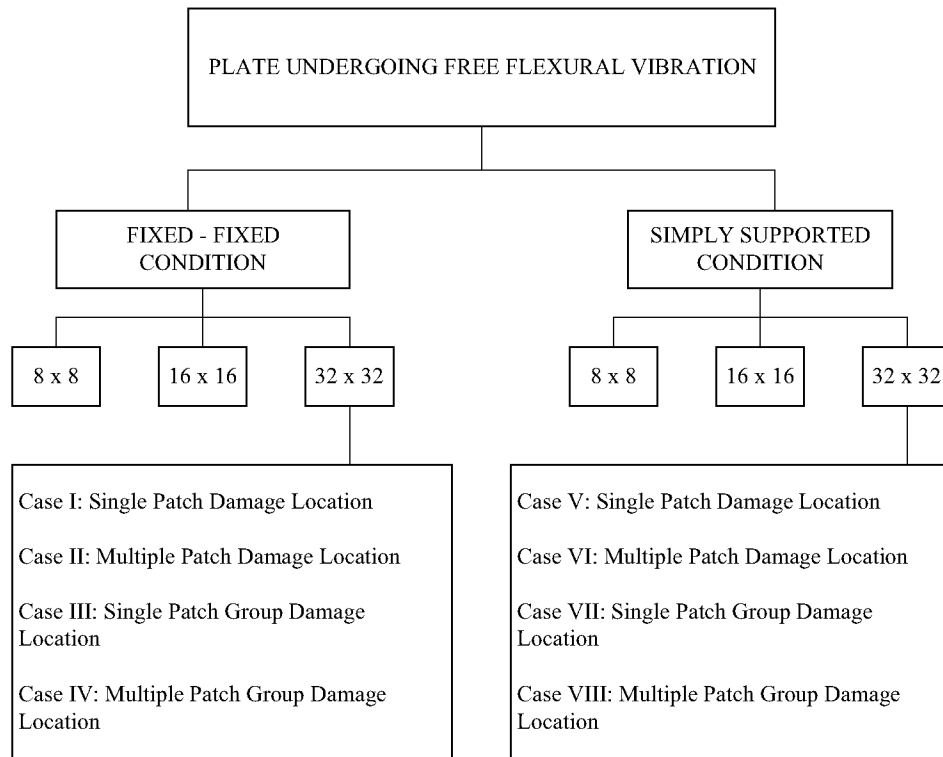 PLATE UNDERGOING FREE FLEXURAL VIBRATION
FIXED - FIXED
CONDITION
SIMPLY SUPPORTED
CONDITION
8 x 8
16 x 16
32 x 32
8 x 8
16 x 16
32 x 32
Case I: Single Patch Damage Location
Case II: Multiple Patch Damage Location
Case III: Single Patch Group Damage
Location
Case IV: Multiple Patch Group Damage
Location
Case V: Single Patch Damage Location
Case VI: Multiple Patch Damage Location
Case VII: Single Patch Group Damage
Location
Case VIII: Multiple Patch Group Damage
Location